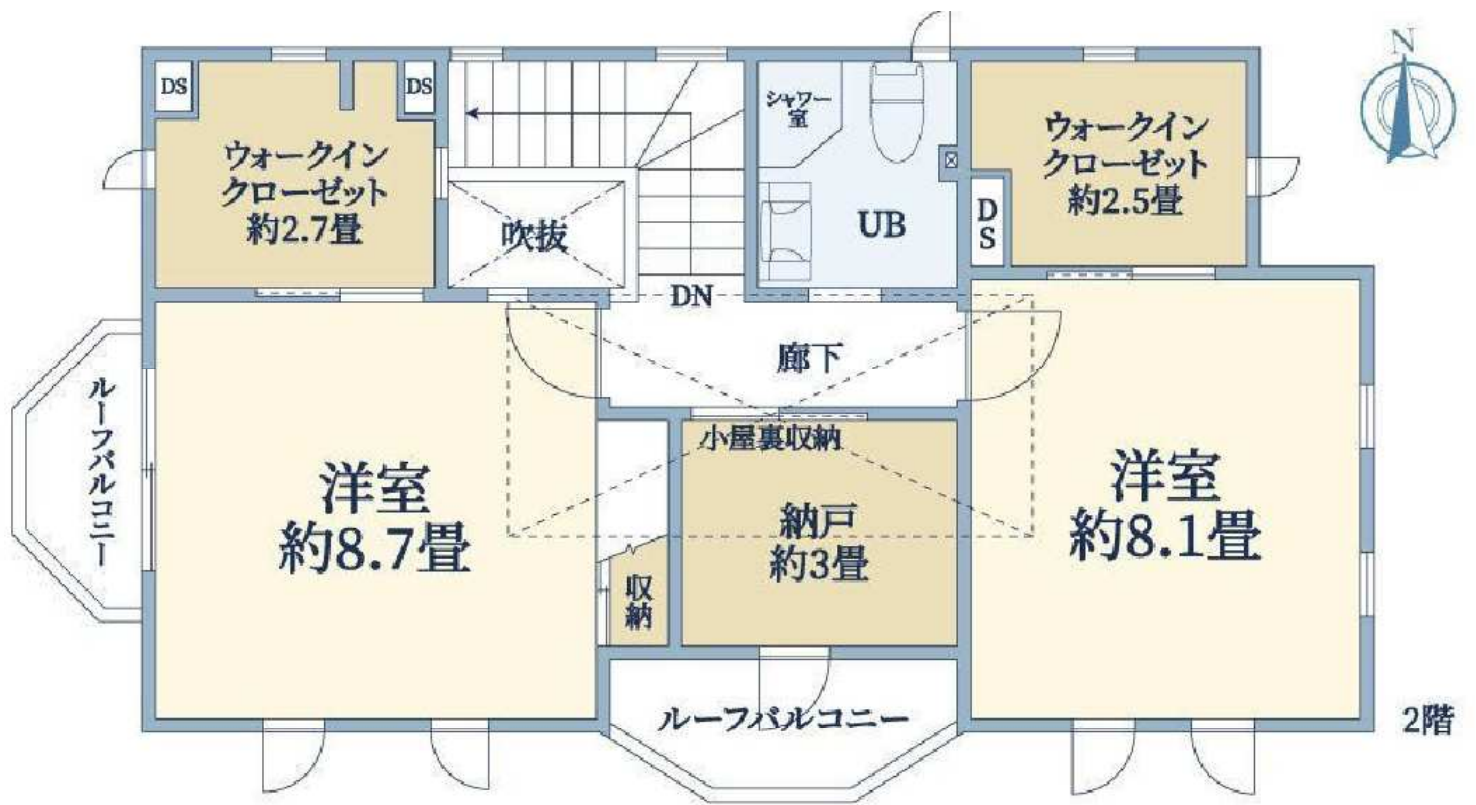 N
DS
DS
ウォークイン
クローゼット
約2.7畳
シャワー
室
ウォークイン
クローゼット
約2.5畳
吹抜
UB
DS
DN
廊下
ルーフバルコニー
小屋裏収納
洋室
約8.7畳
納戸
約3畳
洋室
約8.1畳
収納
ルーフバルコニー
2階